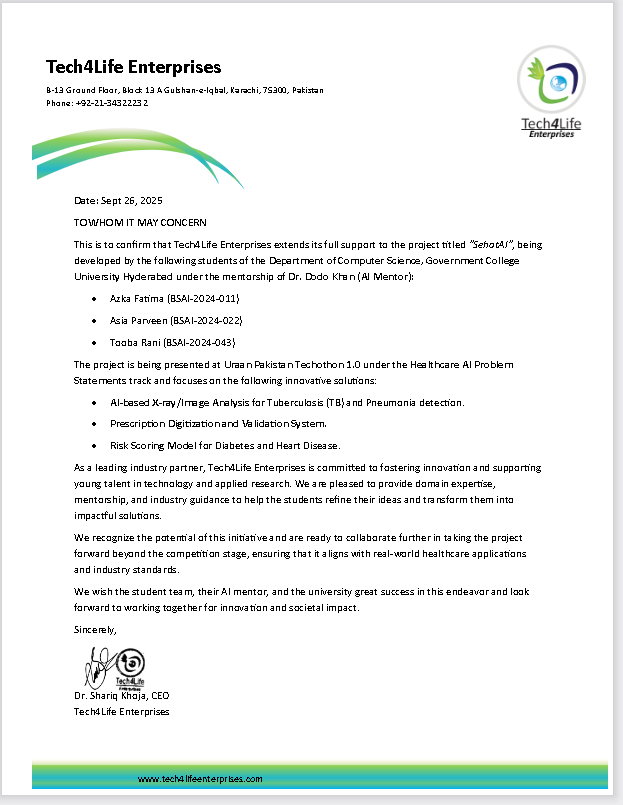 Tech4Life Enterprises
B-13 Ground Floor, Block 13 A Gulshan-e-Iqbal, Karachi, 75300, Pakistan
Phone: +92-21-34322232
Tech4Life
Enterprises
Date: Sept 26, 2025
TO WHOM IT MAY CONCERN
This is to confirm that Tech4Life Enterprises extends its full support to the project titled "SehatAI", being
developed by the following students of the Department of Computer Science, Government College
University Hyderabad under the mentorship of Dr. Dodo Khan (AI Mentor):
• Azka Fatima (BSAI-2024-011)
• Asia Parveen (BSAI-2024-022)
• Tooba Rani (BSAI-2024-043)
The project is being presented at Uraan Pakistan Techathon 1.0 under the Healthcare AI Problem
Statements track and focuses on the following innovative solutions:
• AI-based X-ray/Image Analysis for Tuberculosis (TB) and Pneumonia detection.
• Prescription Digitization and Validation System.
• Risk Scoring Model for Diabetes and Heart Disease.
As a leading industry partner, Tech4Life Enterprises is committed to fostering innovation and supporting
young talent in technology and applied research. We are pleased to provide domain expertise,
mentorship, and industry guidance to help the students refine their ideas and transform them into
impactful solutions.
We recognize the potential of this initiative and are ready to collaborate further in taking the project
forward beyond the competition stage, ensuring that it aligns with real-world healthcare applications
and industry standards.
We wish the student team, their AI mentor, and the university great success in this endeavor and look
forward to working together for innovation and societal impact.
Sincerely,
Tech4Life
Enterprises
Dr. Shariq Khoja, CEO
Tech4Life Enterprises
www.tech4lifeenterprises.com